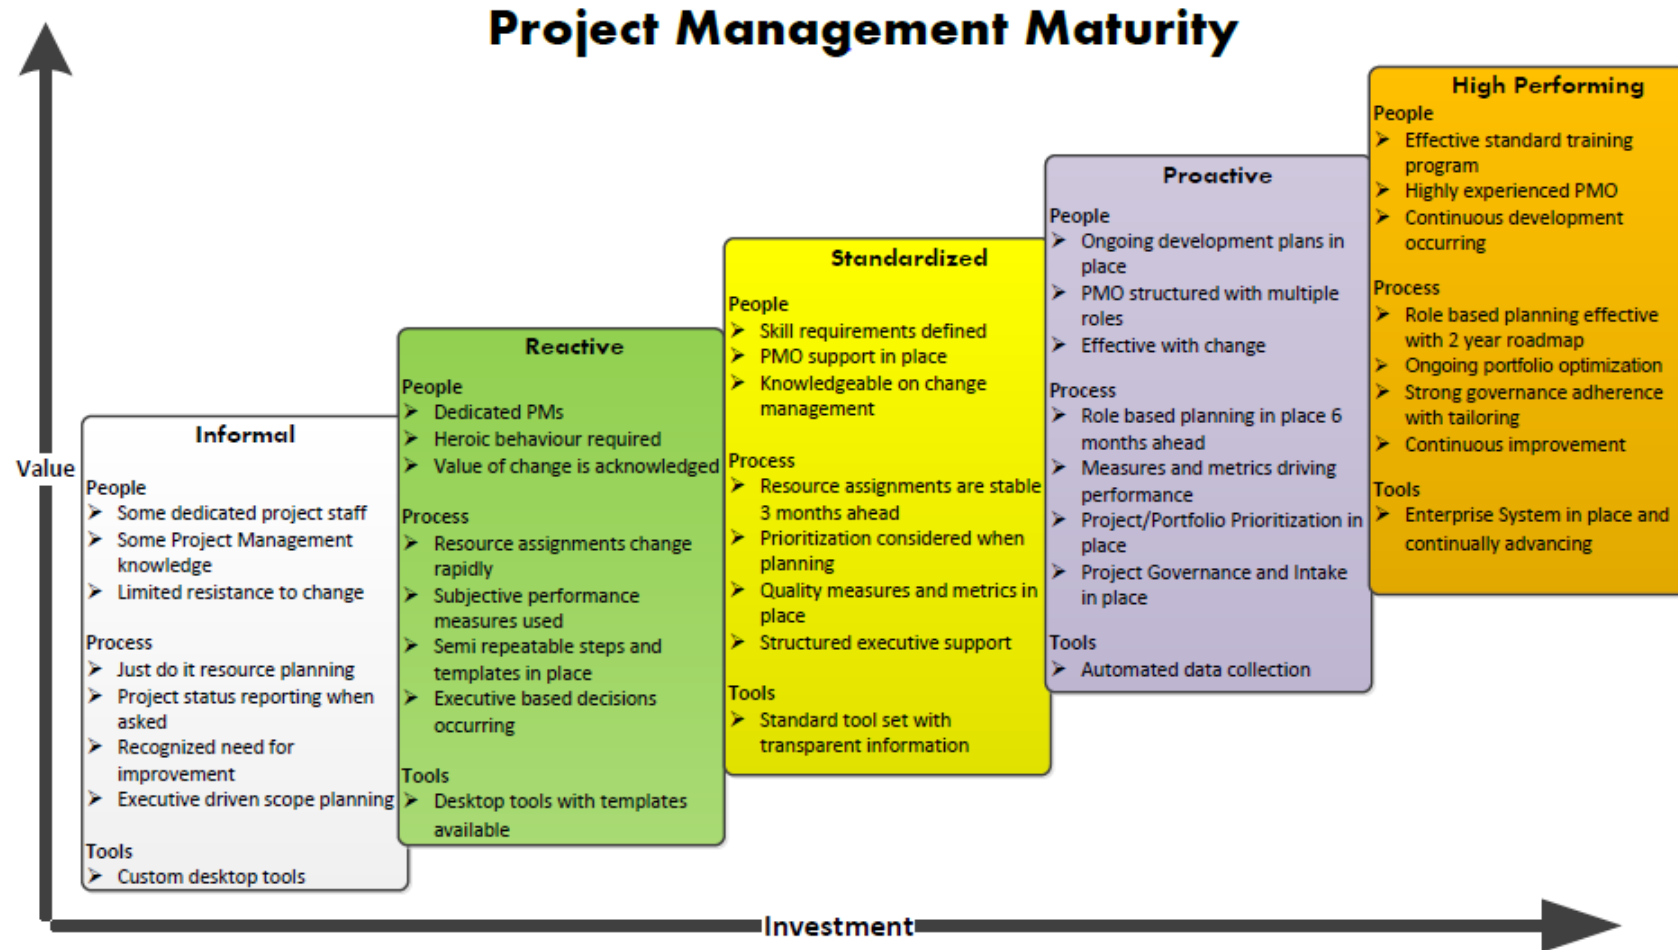 Project Management Maturity
Value
Informal
People
➢ Some dedicated project staff
➢ Some Project Management
knowledge
➢ Limited resistance to change
Process
➢ Just do it resource planning
➢ Project status reporting when
asked
➢ Recognized need for
improvement
➢ Executive driven scope planning
Tools
➢ Custom desktop tools
Reactive
People
➢ Dedicated PMs
➢ Heroic behaviour required
➢ Value of change is acknowledged
Process
➢ Resource assignments change
rapidly
➢ Subjective performance
measures used
➢ Semi repeatable steps and
templates in place
➢ Executive based decisions
occurring
Tools
➢ Desktop tools with templates
available
Standardized
People
➢ Skill requirements defined
➢ PMO support in place
➢ Knowledgeable on change
management
Process
➢ Resource assignments are stable
3 months ahead
➢ Prioritization considered when
planning
➢ Quality measures and metrics in
place
➢ Structured executive support
Tools
➢ Standard tool set with
transparent information
Proactive
People
➢ Ongoing development plans in
place
➢ PMO structured with multiple
roles
➢ Effective with change
Process
➢ Role based planning in place 6
months ahead
➢ Measures and metrics driving
performance
➢ Project/Portfolio Prioritization in
place
➢ Project Governance and Intake
in place
Tools
➢ Automated data collection
High Performing
People
➢ Effective standard training
program
➢ Highly experienced PMO
➢ Continuous development
occurring
Process
➢ Role based planning effective
with 2 year roadmap
➢ Ongoing portfolio optimization
➢ Strong governance adherence
with tailoring
➢ Continuous improvement
Tools
➢ Enterprise System in place and
continually advancing
Investment